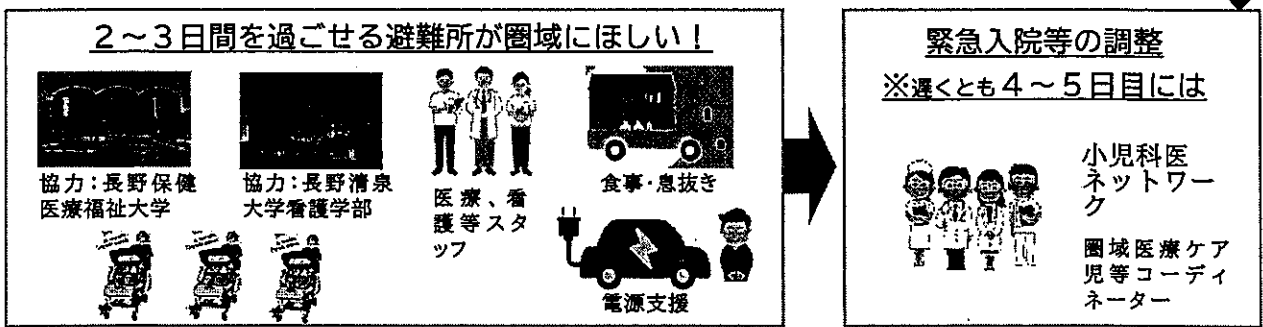 2~3日間を過ごせる避難所が圏域にほしい!
協力:長野保健
医療福祉大学
協力:長野清泉
大学看護学部
医療、看
護等スタ
ッフ
食事・息抜き
電源支援
緊急入院等の調整
※遅くとも4~5日目には
小児科医
ネットワー
ク
圏域医療ケア
児等コーディ
ネーター